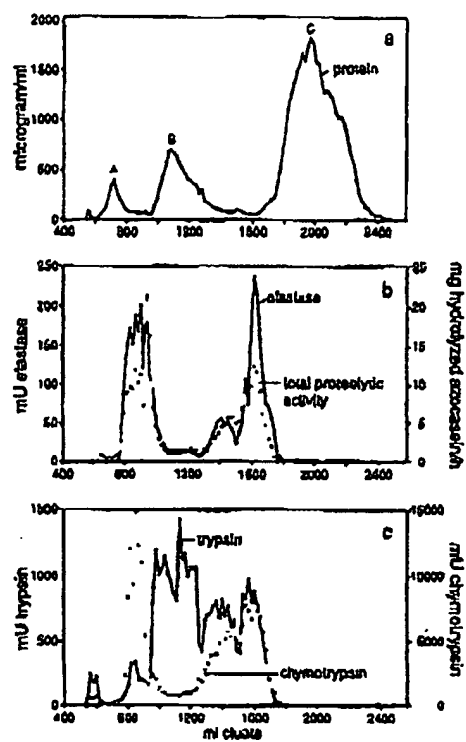 2000
1500
1000
500
0
microgram/ml
A
B
C
a
protein
400 800 1200 1600 2000 2400
250
200
150
100
50
0
mU elastase
b
elastase
total proteolytic
activity
25
20
15
10
5
0
mg hydrolyzed azocasein/h
400 800 1200 1600 2000 2400
1500
1000
500
0
mU trypsin
c
trypsin
chymotrypsin
15000
10000
5000
0
mU chymotrypsin
400 800 1200 1600 2000 2400
ml eluate